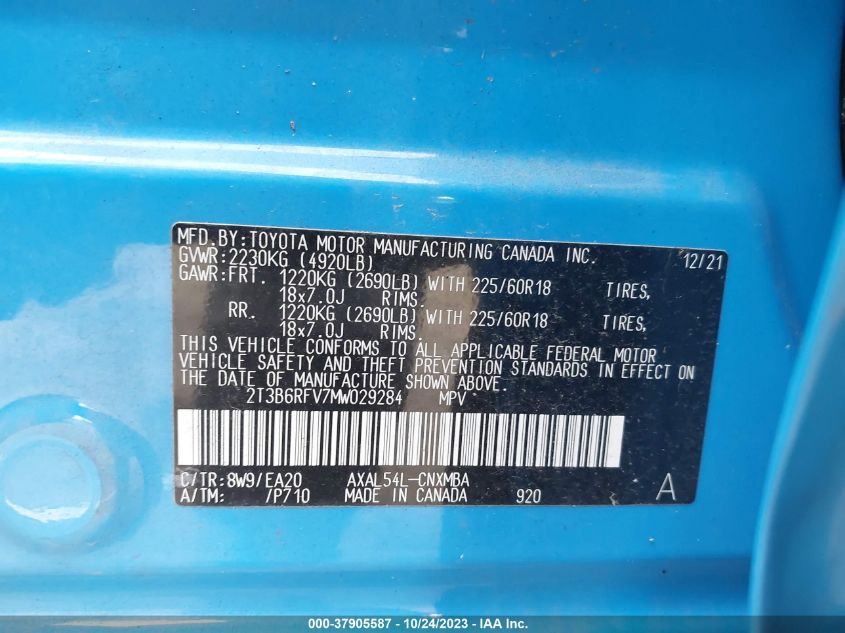 MFD.BY:TOYOTA MOTOR MANUFACTURING CANADA INC. 12/21
GVWR:2230KG (4920LB)
GAWR:FRT. 1220KG (2690LB) WITH 225/60R18 TIRES,
18x7.0J RIMS.
RR. 1220KG (2690LB) WITH 225/60R18 TIRES,
18x7.0J RIMS.
THIS VEHICLE CONFORMS TO ALL APPLICABLE FEDERAL MOTOR
VEHICLE SAFETY AND THEFT PREVENTION STANDARDS IN EFFECT ON
THE DATE OF MANUFACTURE SHOWN ABOVE.
2T3B6RFV7MW029284 MPV
C/TR:8W9/EA20 AXAL54L-CNXMBA
A/TM: /P710 MADE IN CANADA 920 A
000-37905587 - 10/24/2023 - IAA Inc.